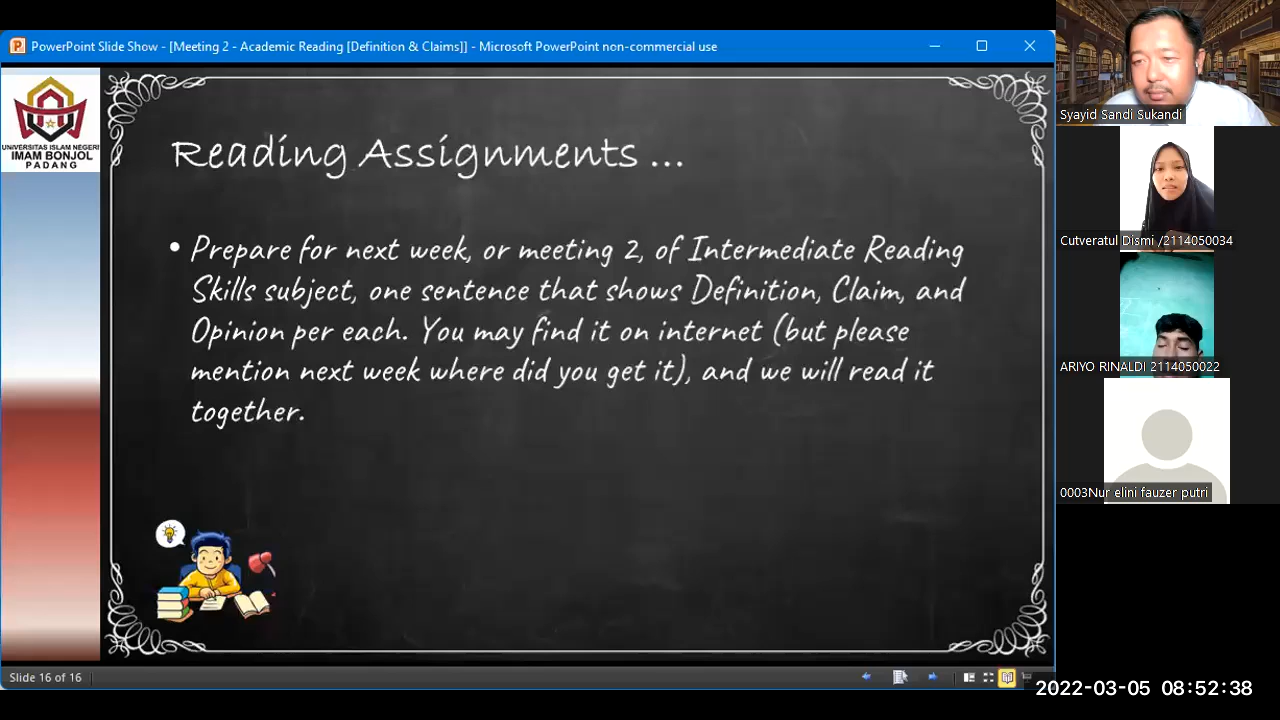 PowerPoint Slide Show - [Meeting 2 - Academic Reading [Definition & Claims]] - Microsoft PowerPoint non-commercial use
UNIVERSITAS ISLAM NEGERI
IMAM BONJOL
PADANG
Reading Assignments ...
• Prepare for next week, or meeting 2, of Intermediate Reading
Skills subject, one sentence that shows Definition, Claim, and
Opinion per each. You may find it on internet (but please
mention next week where did you get it), and we will read it
together.
Slide 16 of 16
Syayid Sandi Sukandi
Cutveratul Dismi /2114050034
ARIYO RINALDI 2114050022
0003Nur elini fauzer putri
2022-03-05 08:52:38